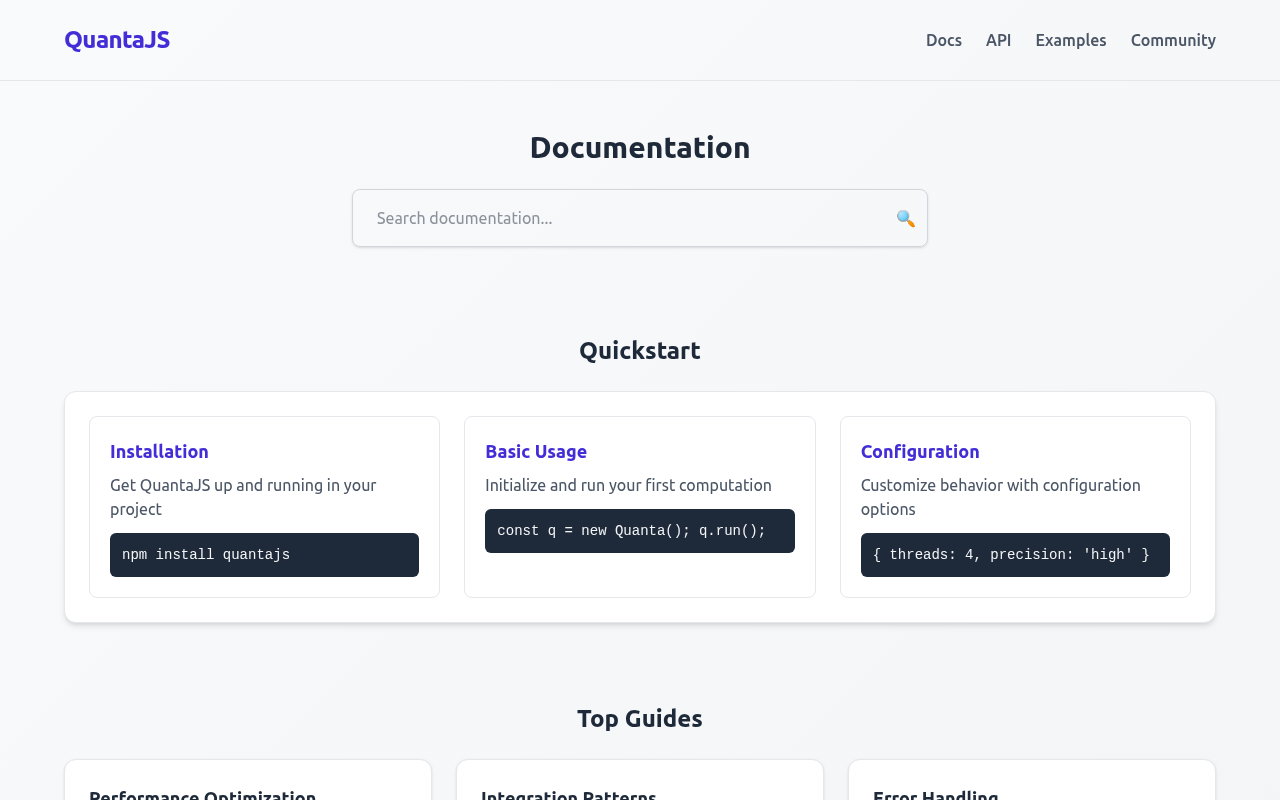 QuantaJS
Docs API Examples Community
Documentation
Search documentation...
Quickstart
Installation
Get QuantaJS up and running in your
project
npm install quantajs
Basic Usage
Initialize and run your first computation
const q = new Quanta(); q.run();
Configuration
Customize behavior with configuration
options
{ threads: 4, precision: 'high' }
Top Guides
Performance Optimization
Integration Patterns
Error Handling